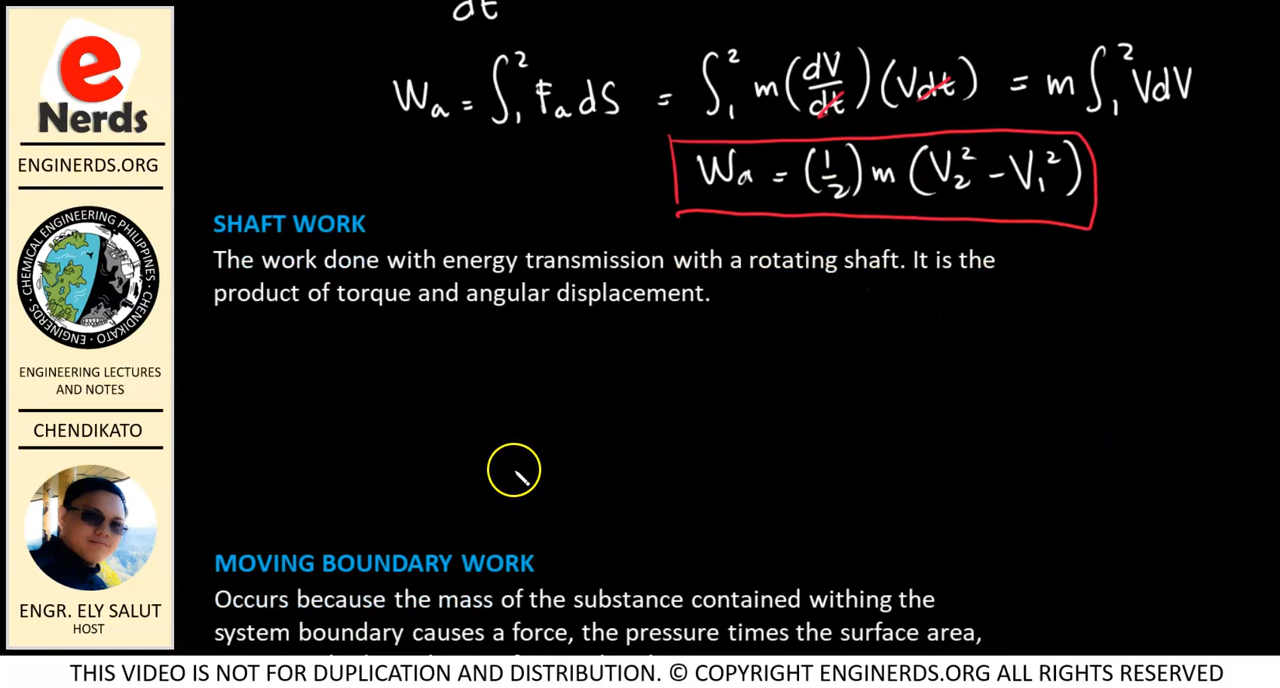 dt
Wa = ∫₁² Fa dS = ∫₁² m(dV/dt)(Vdt) = m ∫₁² VdV
Wa = (1/2) m (V₂² - V₁²)
e
Nerds
ENGINERDS.ORG
CHEMICAL ENGINEERING PHILIPPINES
CHENDIKATO ENGINERDS
ENGINEERING LECTURES
AND NOTES
CHENDIKATO
ENGR. ELY SALUT
HOST
SHAFT WORK
The work done with energy transmission with a rotating shaft. It is the
product of torque and angular displacement.
MOVING BOUNDARY WORK
Occurs because the mass of the substance contained withing the
system boundary causes a force, the pressure times the surface area,
THIS VIDEO IS NOT FOR DUPLICATION AND DISTRIBUTION. © COPYRIGHT ENGINERDS.ORG ALL RIGHTS RESERVED